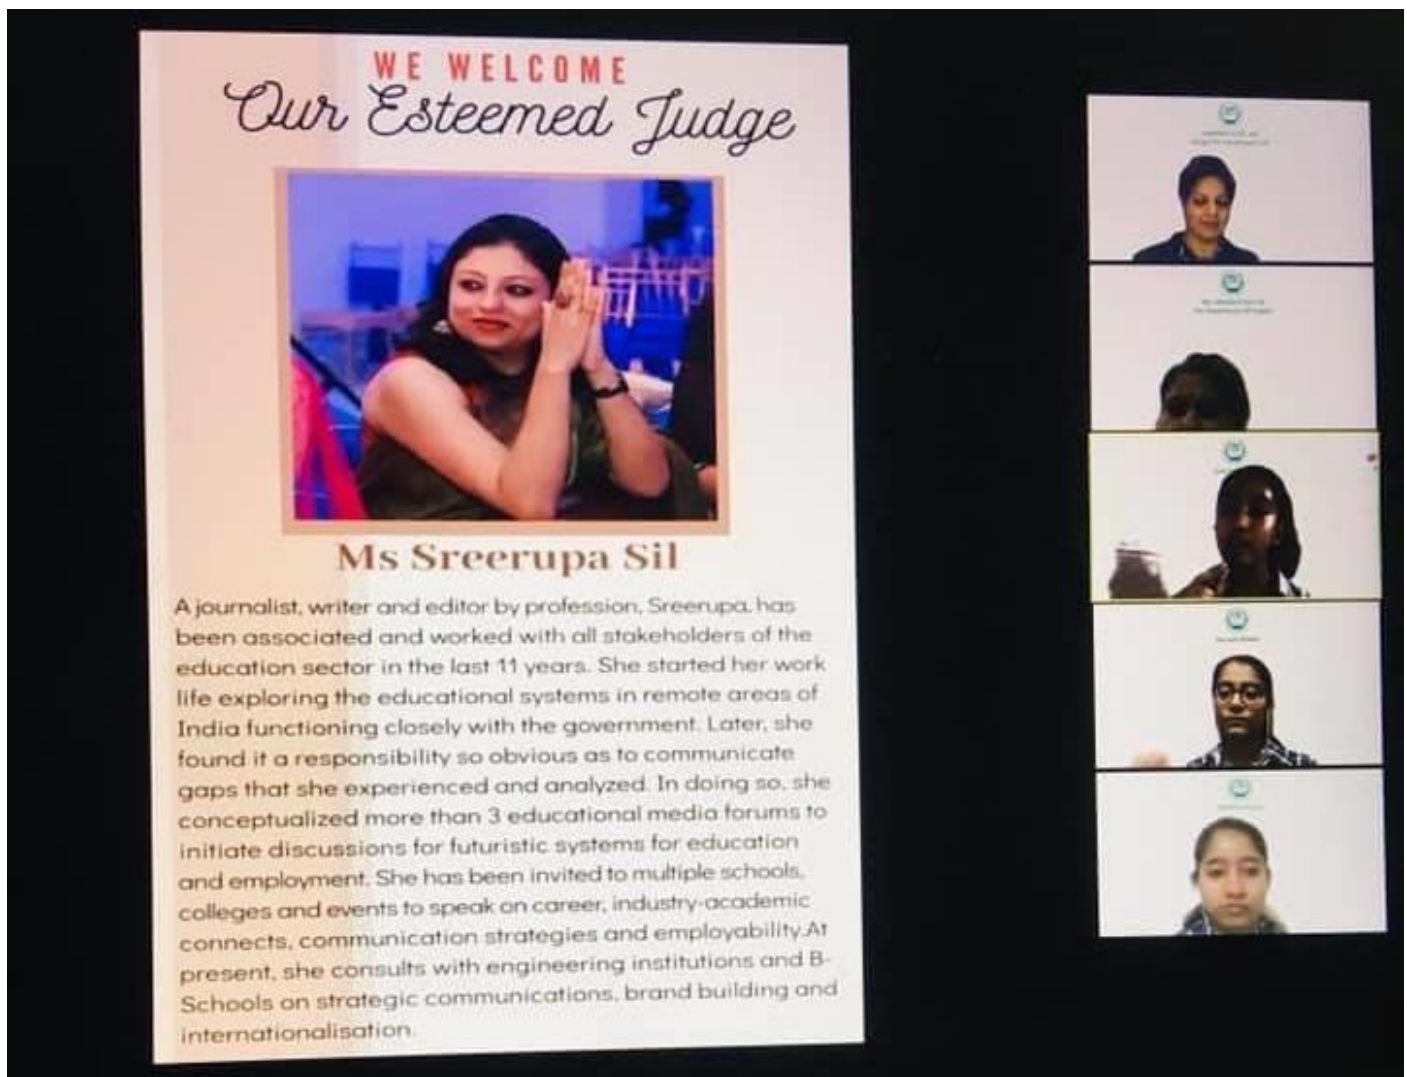 WE WELCOME
Our Esteemed Judge
Ms Sreerupa Sil
A journalist, writer and editor by profession, Sreerupa, has
been associated and worked with all stakeholders of the
education sector in the last 11 years. She started her work
life exploring the educational systems in remote areas of
India functioning closely with the government. Later, she
found it a responsibility so obvious as to communicate
gaps that she experienced and analyzed. In doing so, she
conceptualized more than 3 educational media forums to
initiate discussions for futuristic systems for education
and employment. She has been invited to multiple schools,
colleges and events to speak on career, industry-academic
connects, communication strategies and employability.At
present, she consults with engineering institutions and B-
Schools on strategic communications, brand building and
internationalisation.